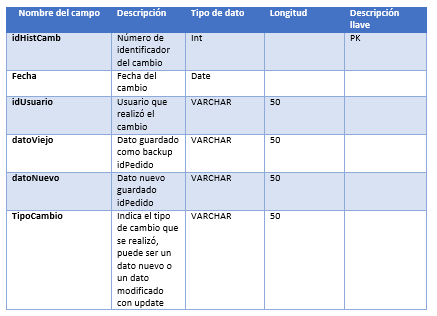 Nombre del campo Descripción Tipo de dato Longitud Descripción
llave
idHistCamb Número de Int PK
identificador
del cambio
Fecha Fecha del Date
cambio
idUsuario Usuario que VARCHAR 50
realizó el
cambio
datoViejo Dato guardado VARCHAR 50
como backup
idPedido
datoNuevo Dato nuevo VARCHAR 50
guardado
idPedido
TipoCambio Indica el tipo VARCHAR 50
de cambio que
se realizó,
puede ser un
dato nuevo o
un dato
modificado
con update